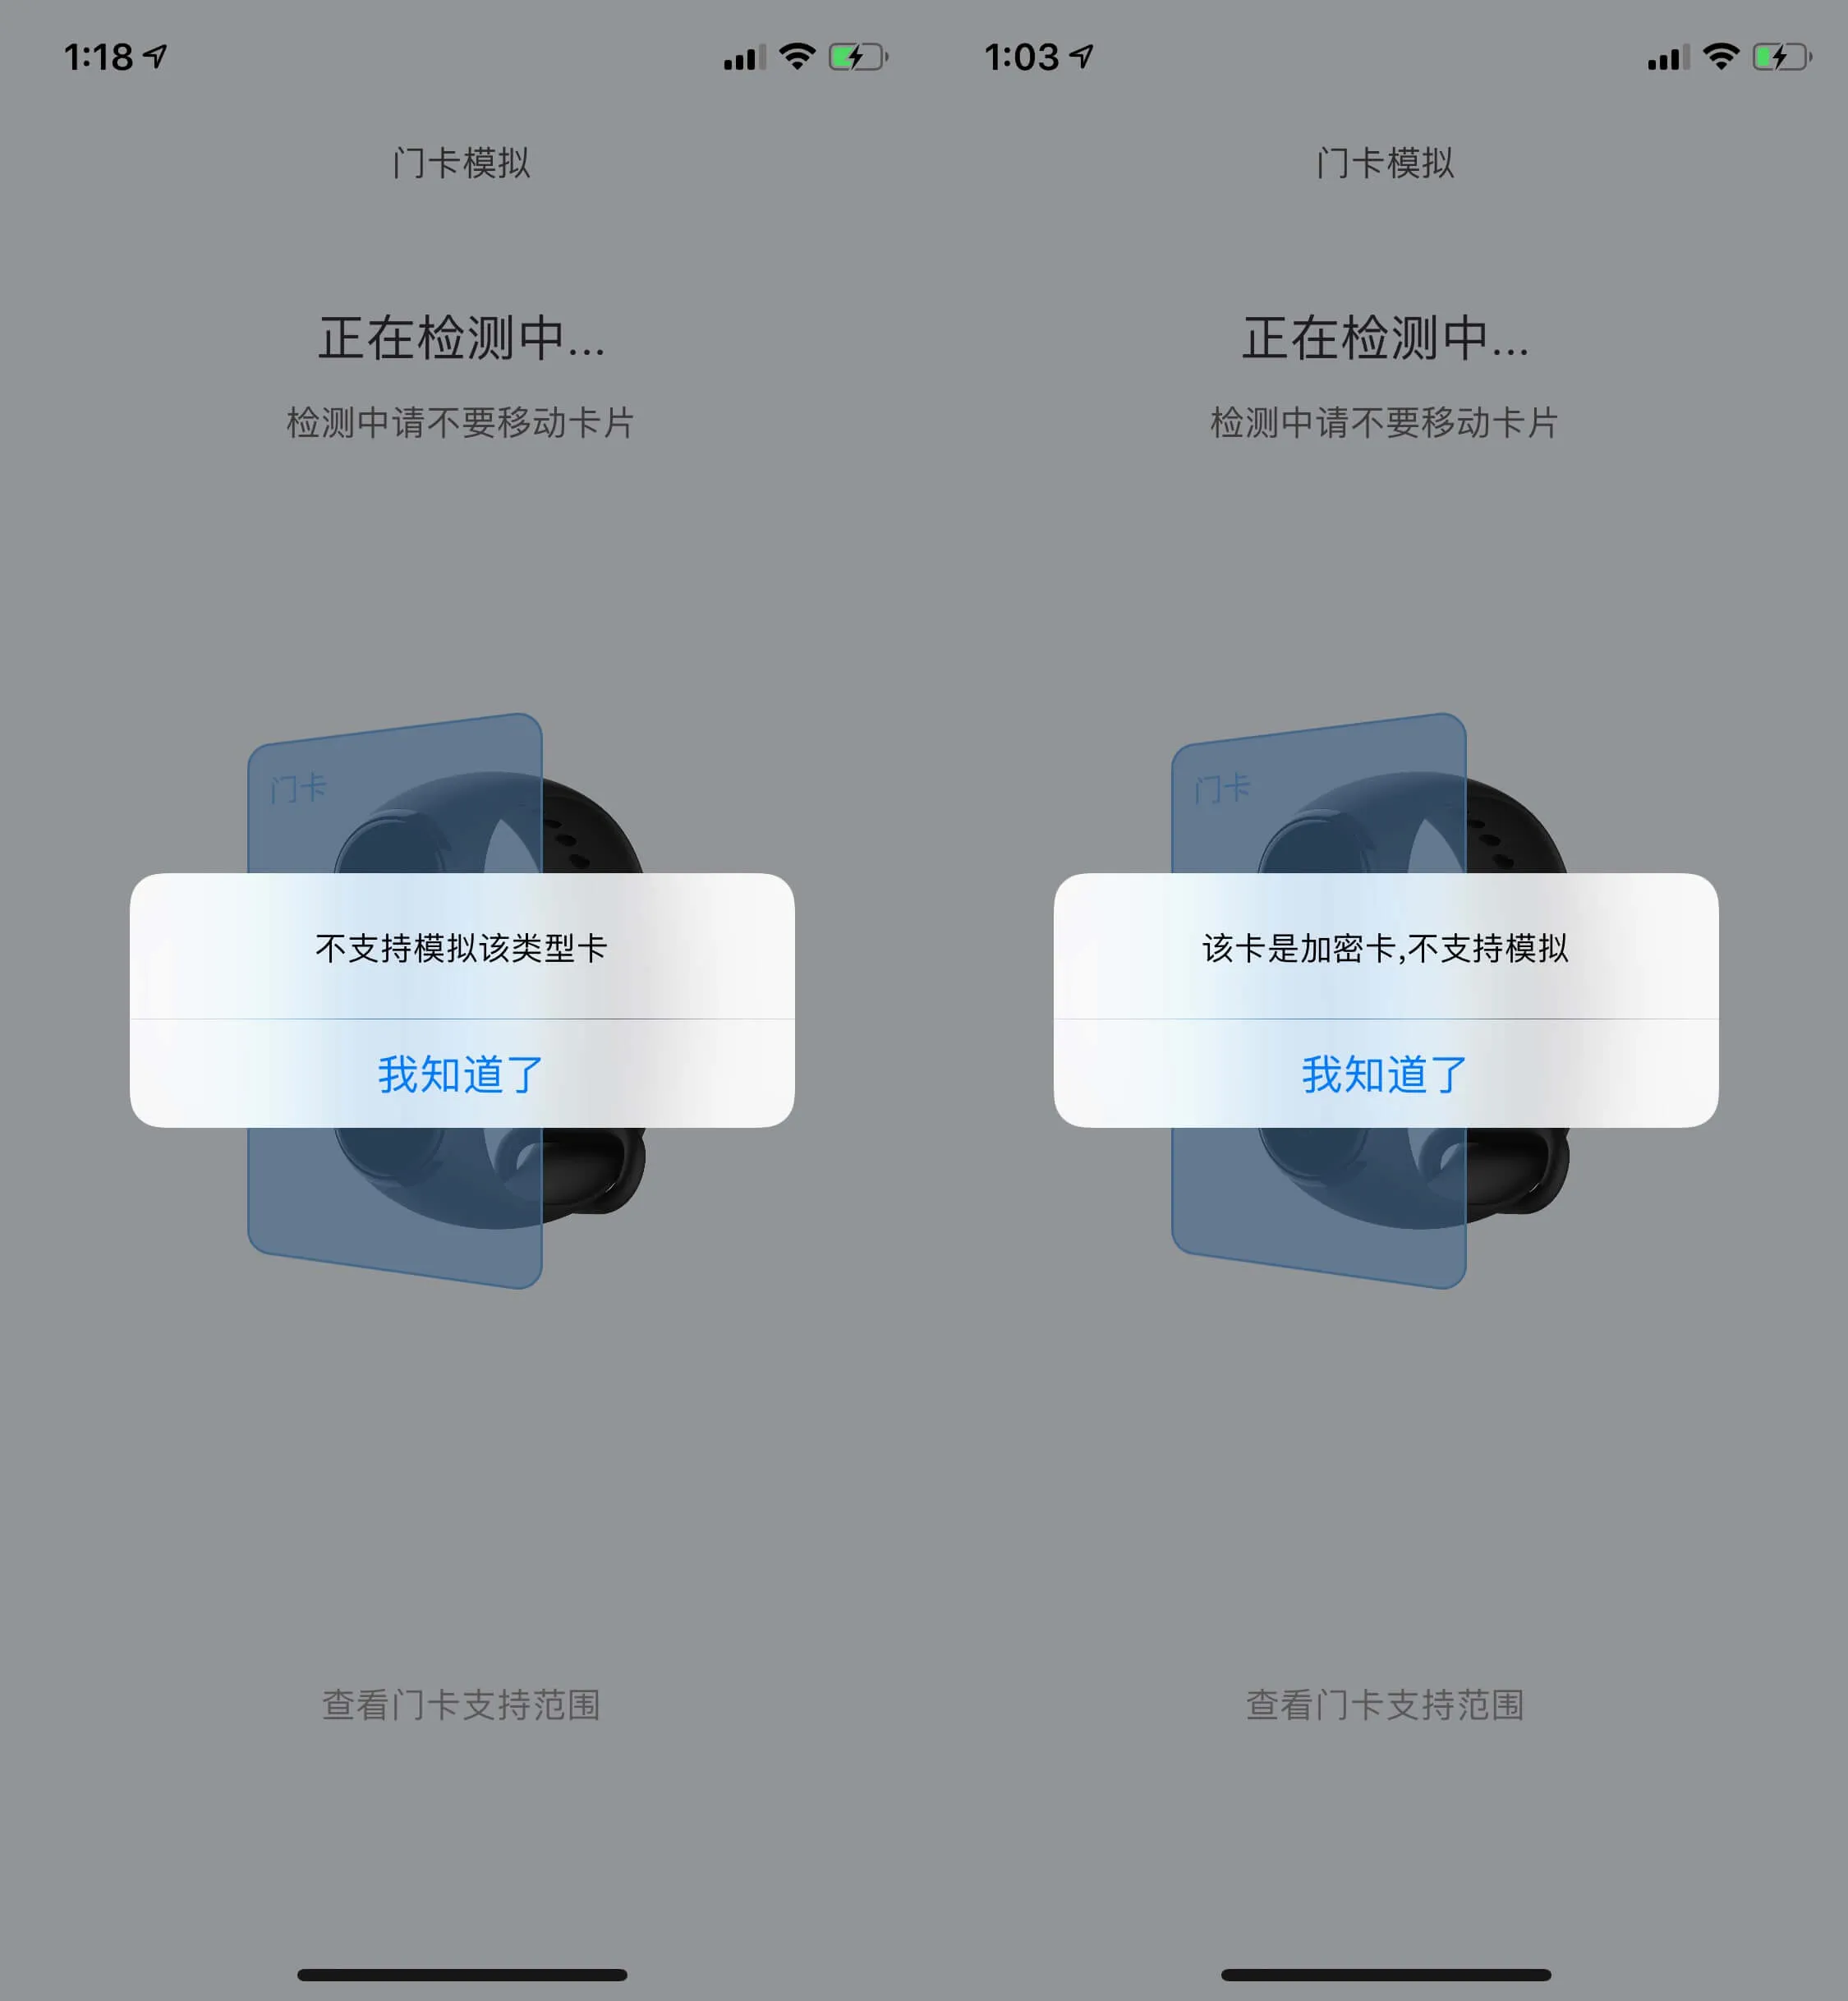 1:18
门卡模拟
正在检测中...
检测中请不要移动卡片
门卡
不支持模拟该类型卡
我知道了
查看门卡支持范围
1:03
门卡模拟
正在检测中...
检测中请不要移动卡片
门卡
该卡是加密卡,不支持模拟
我知道了
查看门卡支持范围